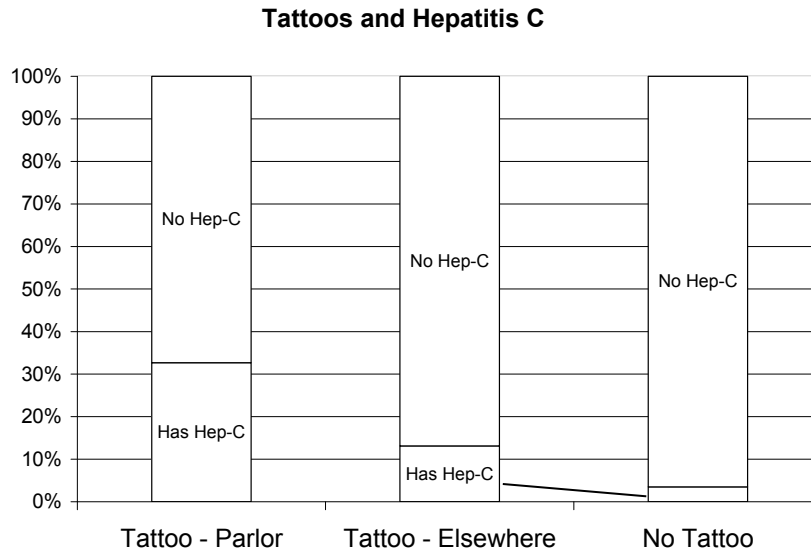 Tattoos and Hepatitis C
100%
90%
80%
70%
60%
50%
40%
30%
20%
10%
0%
No Hep-C
No Hep-C
No Hep-C
Has Hep-C
Has Hep-C
Tattoo - Parlor
Tattoo - Elsewhere
No Tattoo